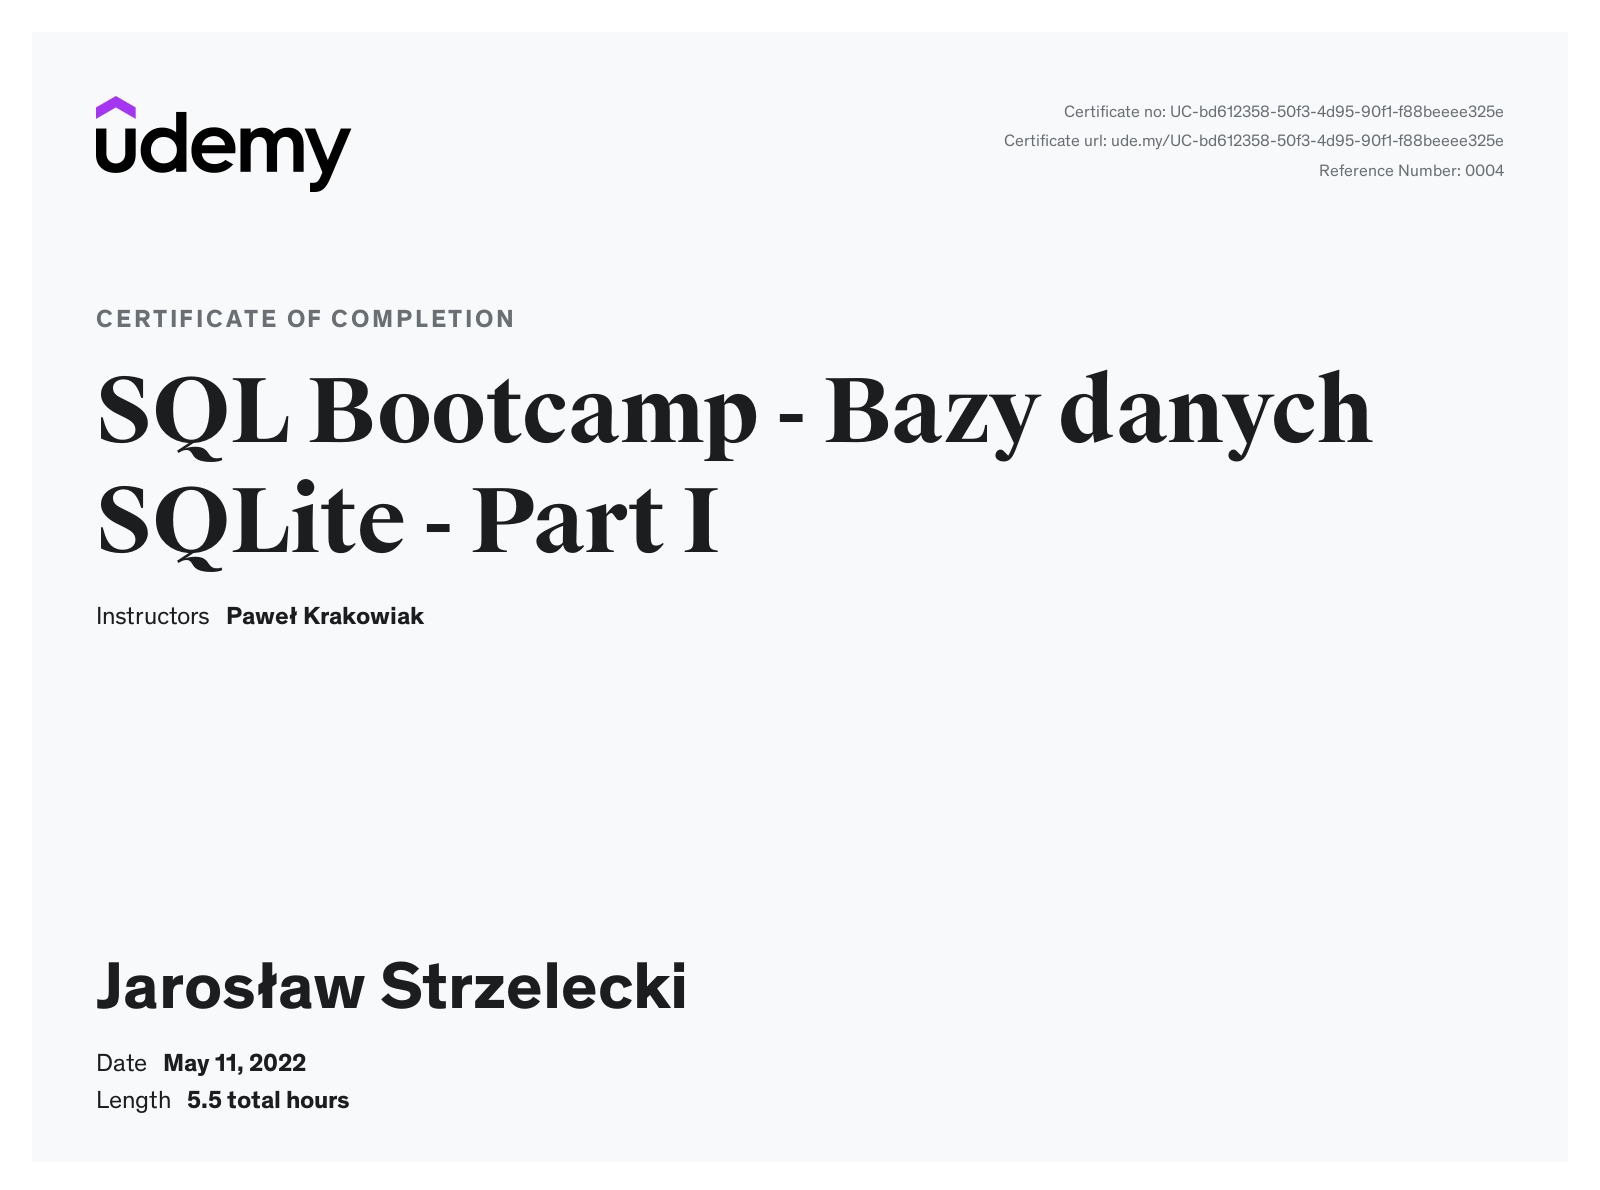 udemy
Certificate no: UC-bd612358-50f3-4d95-90f1-f88beeee325e
Certificate url: ude.my/UC-bd612358-50f3-4d95-90f1-f88beeee325e
Reference Number: 0004
CERTIFICATE OF COMPLETION
SQL Bootcamp - Bazy danych
SQLite - Part I
Instructors Paweł Krakowiak
Jarosław Strzelecki
Date May 11, 2022
Length 5.5 total hours